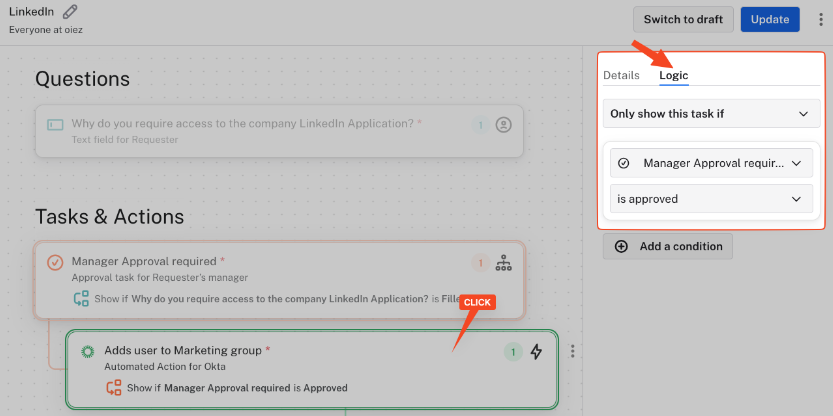 LinkedIn
Everyone at oiez
Switch to draft
Update
Questions
Why do you require access to the company LinkedIn Application? *
1
Text field for Requester
Tasks & Actions
Manager Approval required *
1
Approval task for Requester's manager
Show if Why do you require access to the company LinkedIn Application? is Fille
CLICK
Adds user to Marketing group *
1
Automated Action for Okta
Show if Manager Approval required is Approved
Details
Logic
Only show this task if
Manager Approval requir...
is approved
Add a condition